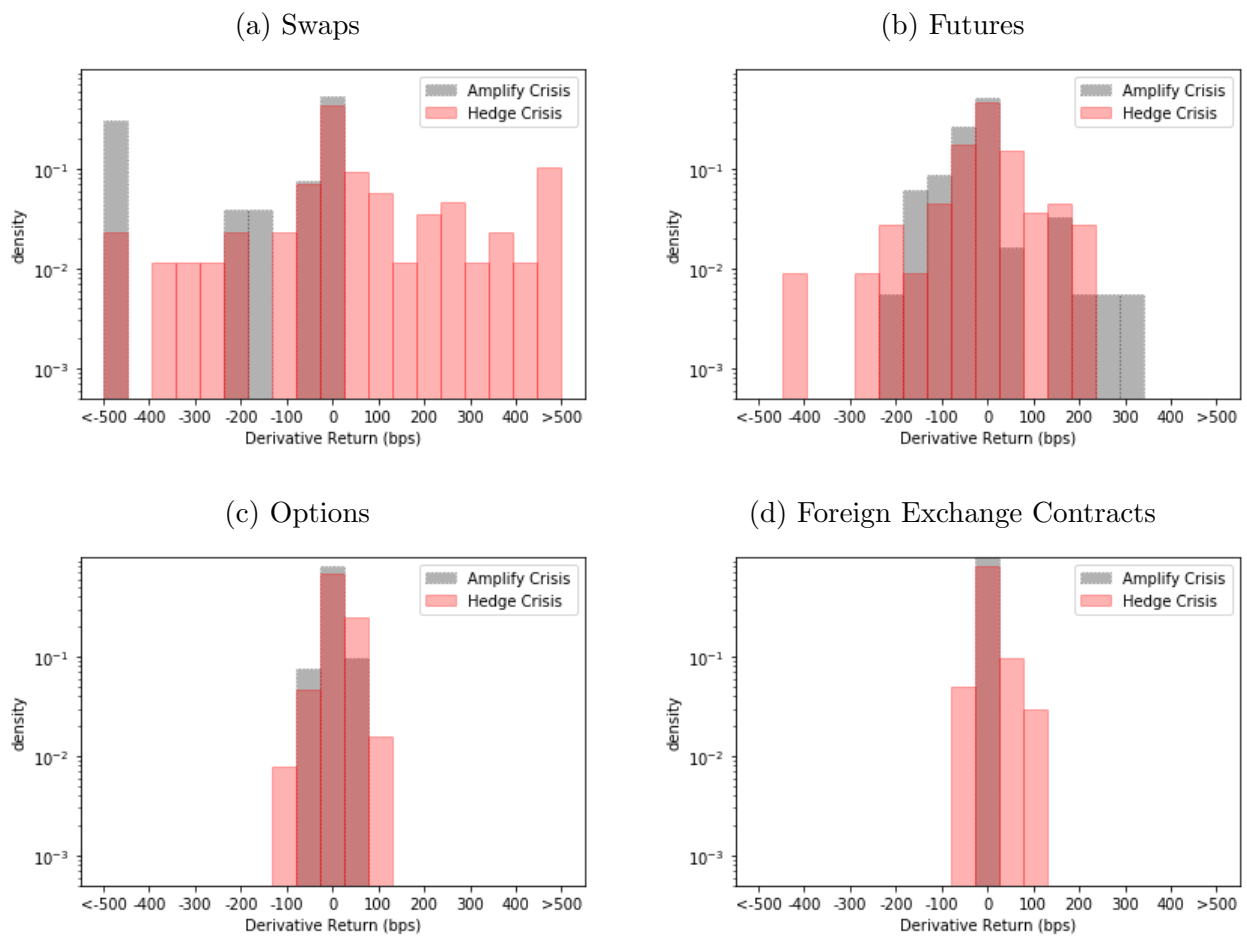 (a) Swaps
Amplify Crisis
Hedge Crisis
density
10⁻¹
10⁻²
10⁻³
<-500 -400 -300 -200 -100 0 100 200 300 400 >500
Derivative Return (bps)
(b) Futures
Amplify Crisis
Hedge Crisis
density
10⁻¹
10⁻²
10⁻³
<-500 -400 -300 -200 -100 0 100 200 300 400 >500
Derivative Return (bps)
(c) Options
Amplify Crisis
Hedge Crisis
density
10⁻¹
10⁻²
10⁻³
<-500 -400 -300 -200 -100 0 100 200 300 400 >500
Derivative Return (bps)
(d) Foreign Exchange Contracts
Amplify Crisis
Hedge Crisis
density
10⁻¹
10⁻²
10⁻³
<-500 -400 -300 -200 -100 0 100 200 300 400 >500
Derivative Return (bps)